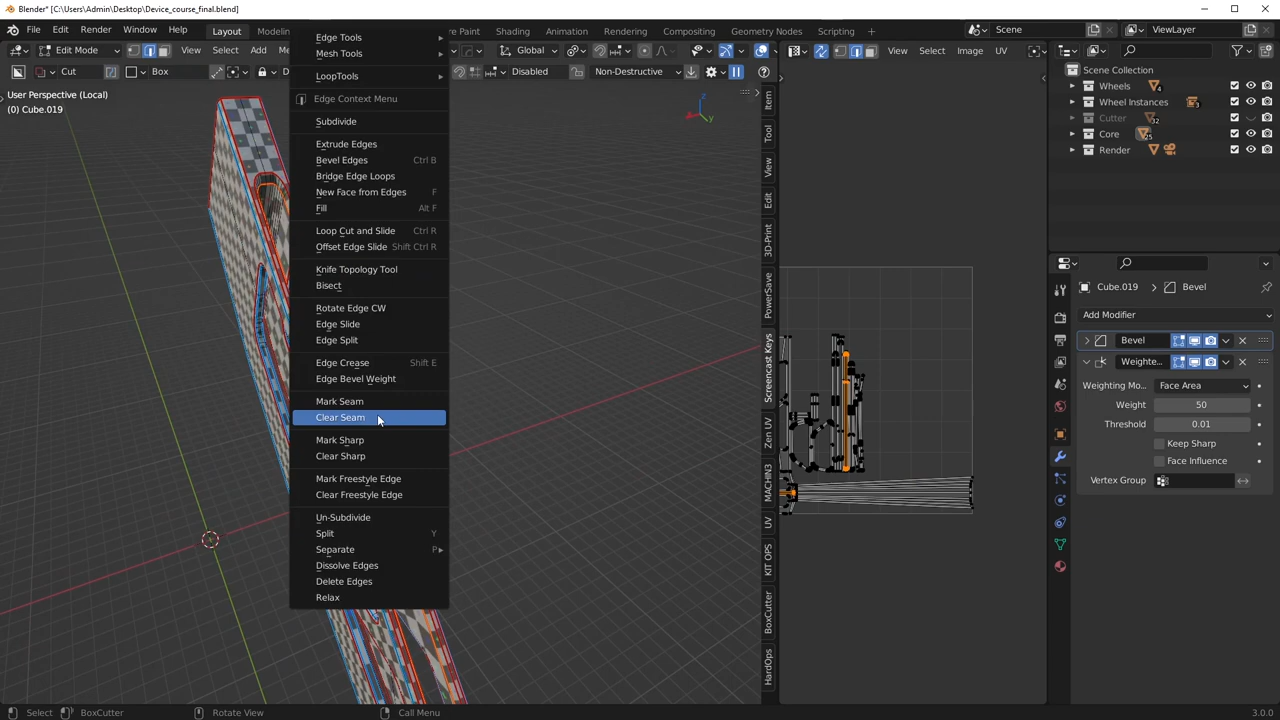 Blender* [C:\Users\Admin\Desktop\Device_course_final.blend]
File Edit Render Window Help Layout Modelin Paint Shading Animation Rendering Compositing Geometry Nodes Scripting Scene ViewLayer
Edit Mode View Select Add M Global View Select Image UV
Cut Box D Disabled Non-Destructive
User Perspective (Local)
(0) Cube.019
Edge Tools
Mesh Tools
LoopTools
Edge Context Menu
Subdivide
Extrude Edges
Bevel Edges Ctrl B
Bridge Edge Loops
New Face from Edges F
Fill Alt F
Loop Cut and Slide Ctrl R
Offset Edge Slide Shift Ctrl R
Knife Topology Tool
Bisect
Rotate Edge CW
Edge Slide
Edge Split
Edge Crease Shift E
Edge Bevel Weight
Mark Seam
Clear Seam
Mark Sharp
Clear Sharp
Mark Freestyle Edge
Clear Freestyle Edge
Un-Subdivide
Split Y
Separate P
Dissolve Edges
Delete Edges
Relax
Z
X
Y
Item
Tool
View
Edit
3D-Print
PowerSave
Screencast Keys
Zen UV
MACHIN3
UV
KIT OPS
BoxCutter
HardOps
Scene Collection
Wheels 4
Wheel Instances 3
Cutter 32
Core 25
Render
Cube.019 > Bevel
Add Modifier
Bevel
Weighte...
Weighting Mo... Face Area
Weight 50
Threshold 0.01
Keep Sharp
Face Influence
Vertex Group
Select BoxCutter Rotate View Call Menu 3.0.0